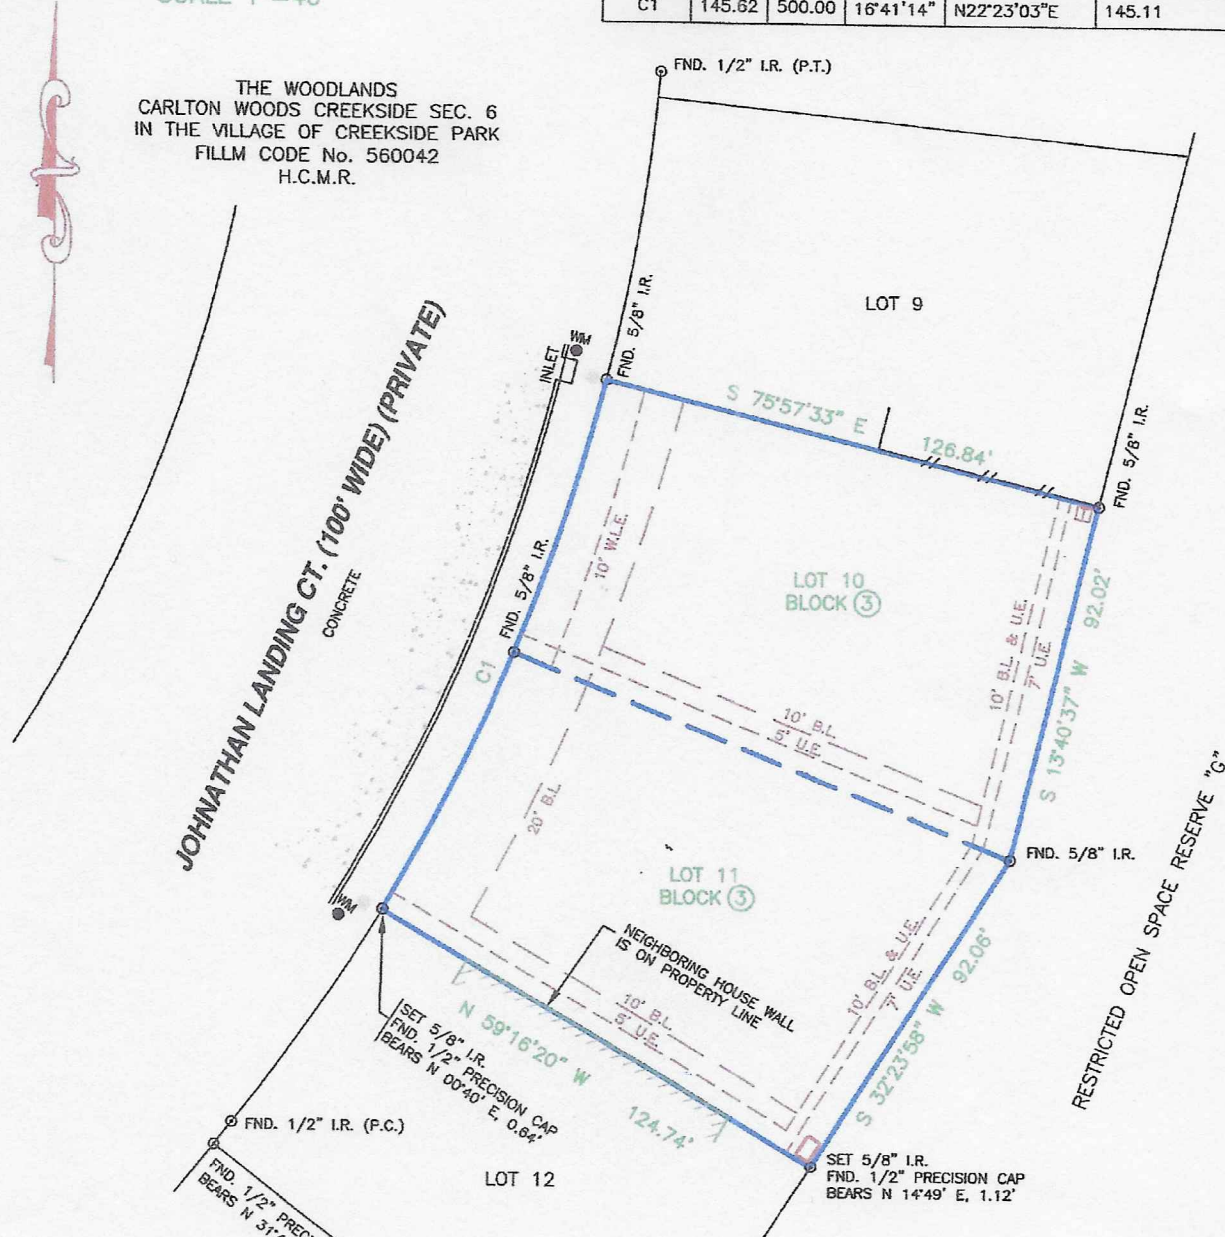 C1 145.62 500.00 16°41'14" N22°23'03"E 145.11
FND. 1/2" I.R. (P.T.)
THE WOODLANDS
CARLTON WOODS CREEKSIDE SEC. 6
IN THE VILLAGE OF CREEKSIDE PARK
FILLM CODE No. 560042
H.C.M.R.
LOT 9
FND. 5/8" I.R.
WM
INLET
S 75°57'33" E
126.84'
FND. 5/8" I.R.
JOHNATHAN LANDING CT. (100' WIDE) (PRIVATE)
CONCRETE
FND. 5/8" I.R.
10' W.L.E.
LOT 10
BLOCK 3
10' B.L. & U.E.
7' U.E.
S 13°40'37" W 92.02'
C1
10' B.L.
5' U.E.
20' B.L.
FND. 5/8" I.R.
RESTRICTED OPEN SPACE RESERVE "G"
LOT 11
BLOCK 3
WM
NEIGHBORING HOUSE WALL
IS ON PROPERTY LINE
10' B.L. & U.E.
7' U.E.
S 32°23'58" W 92.06'
10' B.L.
5' U.E.
N 59°16'20" W 124.74'
SET 5/8" I.R.
FND. 1/2" PRECISION CAP
BEARS N 00°40' E, 0.64'
FND. 1/2" I.R. (P.C.)
LOT 12
SET 5/8" I.R.
FND. 1/2" PRECISION CAP
BEARS N 14°49' E, 1.12'
FND. 1/2"
BEARS N